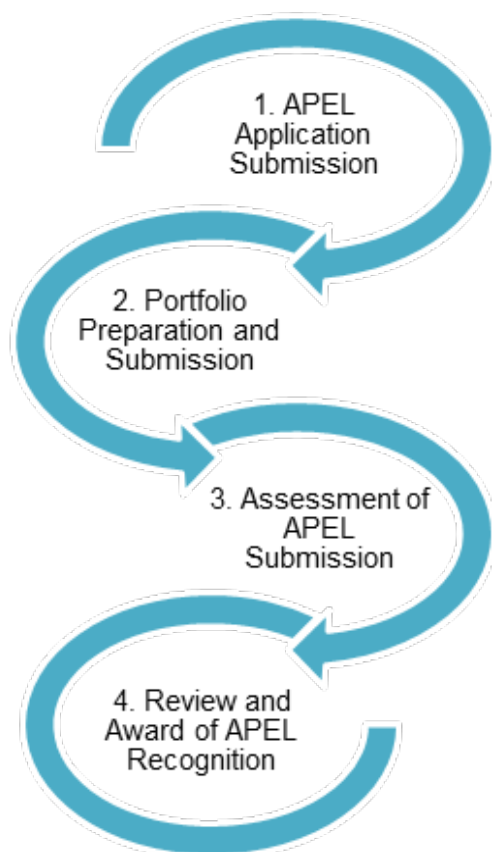 1. APEL
Application
Submission
2. Portfolio
Preparation and
Submission
3. Assessment of
APEL
Submission
4. Review and
Award of APEL
Recognition